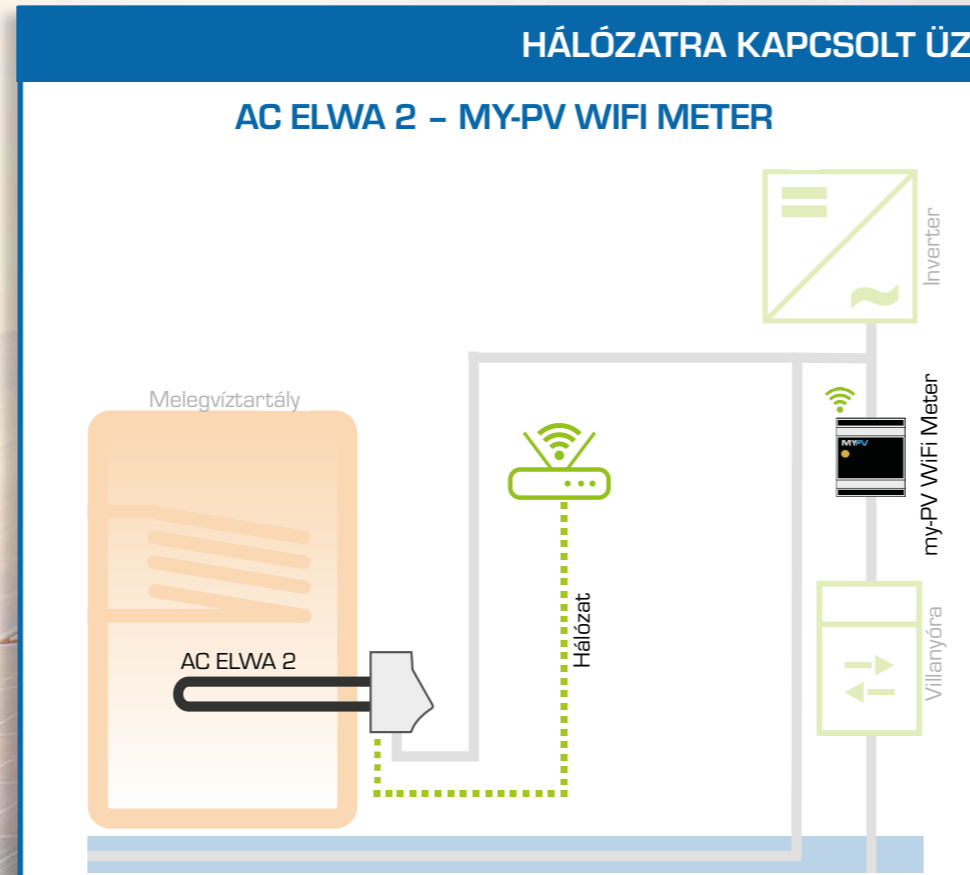 HÁLÓZATRA KAPCSOLT ÜZ
AC ELWA 2 – MY-PV WIFI METER
Inverter
Melegvíztartály
MYPV
my-PV WiFi Meter
Hálózat
Villanyóra
AC ELWA 2